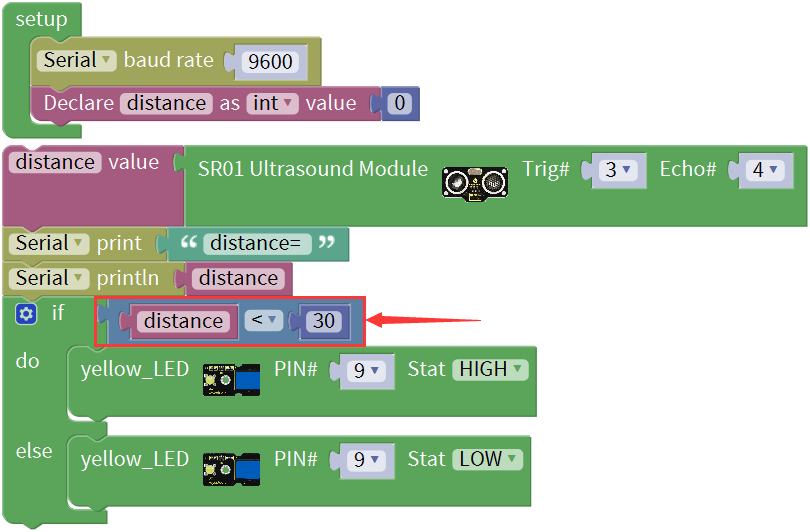 setup
Serial baud rate 9600
Declare distance as int value 0
distance value SR01 Ultrasound Module Trig# 3 Echo# 4
Serial print “ distance= ”
Serial println distance
if distance < 30
do yellow_LED PIN# 9 Stat HIGH
else yellow_LED PIN# 9 Stat LOW